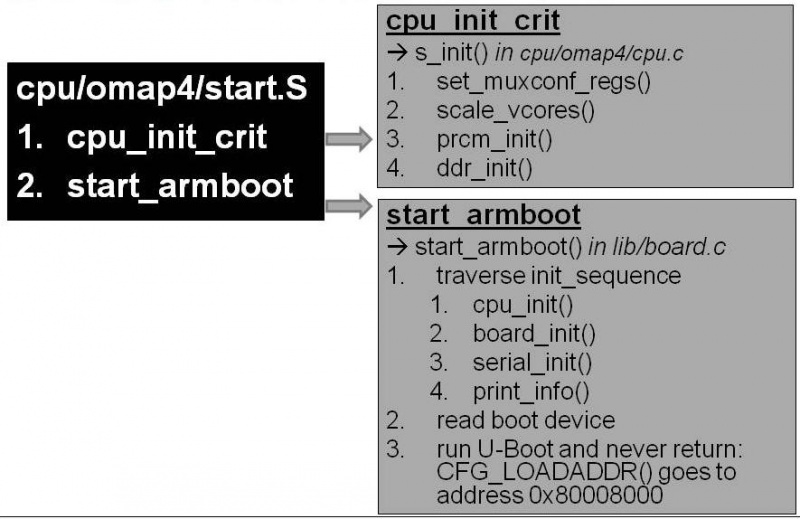 cpu/omap4/start.S
1. cpu_init_crit
2. start_armboot
cpu_init_crit
→ s_init() in cpu/omap4/cpu.c
1. set_muxconf_regs()
2. scale_vcores()
3. prcm_init()
4. ddr_init()
start_armboot
→ start_armboot() in lib/board.c
1. traverse init_sequence
1. cpu_init()
2. board_init()
3. serial_init()
4. print_info()
2. read boot device
3. run U-Boot and never return:
CFG_LOADADDR() goes to
address 0x80008000